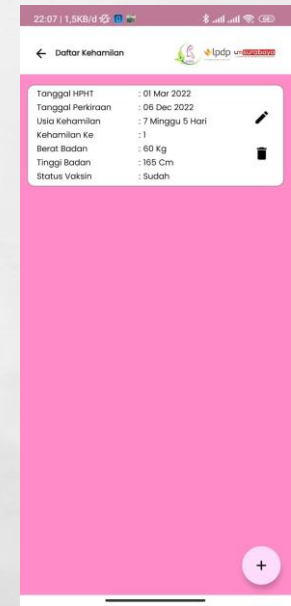 22:07 | 1,5KB/d
Daftar Kehamilan
lpdp umsurabaya
Tanggal HPHT : 01 Mar 2022
Tanggal Perkiraan : 06 Dec 2022
Usia Kehamilan : 7 Minggu 5 Hari
Kehamilan Ke : 1
Berat Badan : 60 Kg
Tinggi Badan : 165 Cm
Status Vaksin : Sudah
+